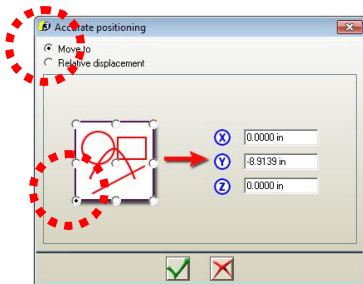 Accurate positioning
Move to
Relative displacement
X 0.0000 in
Y -8.9139 in
Z 0.0000 in